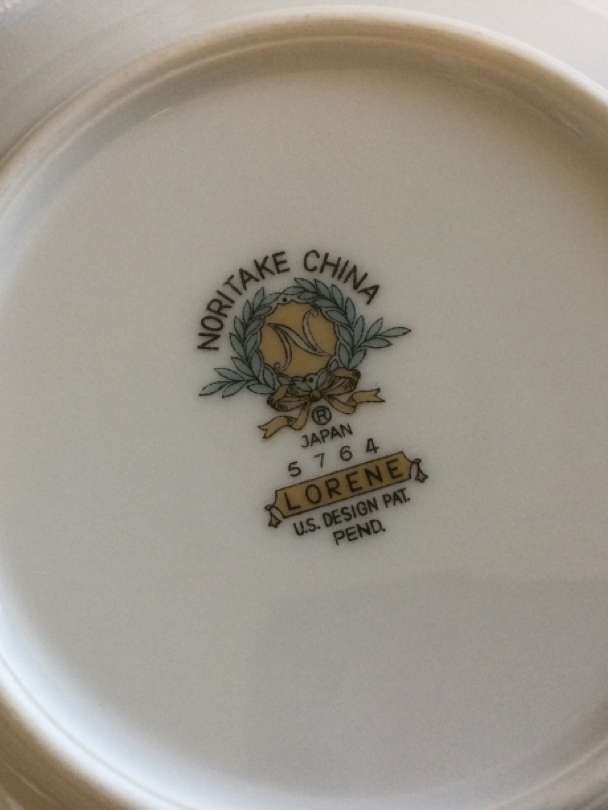 NORITAKE CHINA
N
®
JAPAN
5764
LORENE
U.S. DESIGN PAT.
PEND.